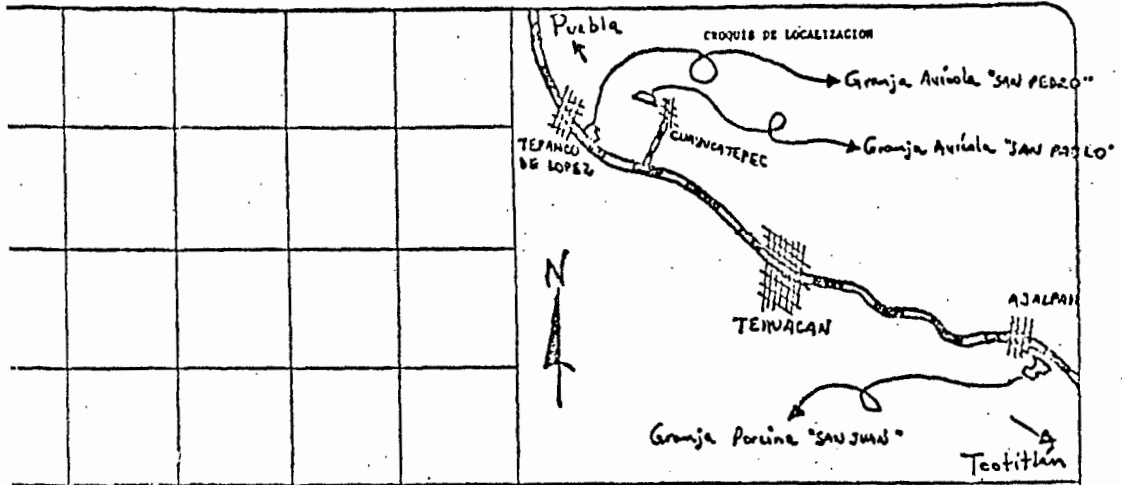 Puebla
CROQUIS DE LOCALIZACION
Granja Avícola "SAN PEDRO"
Granja Avícola "SAN PABLO"
CUAYUCATEPEC
TEPANCO
DE LOPEZ
N
TEHUACAN
AJALPAN
Granja Porcina "SAN JUAN"
Teotitlán